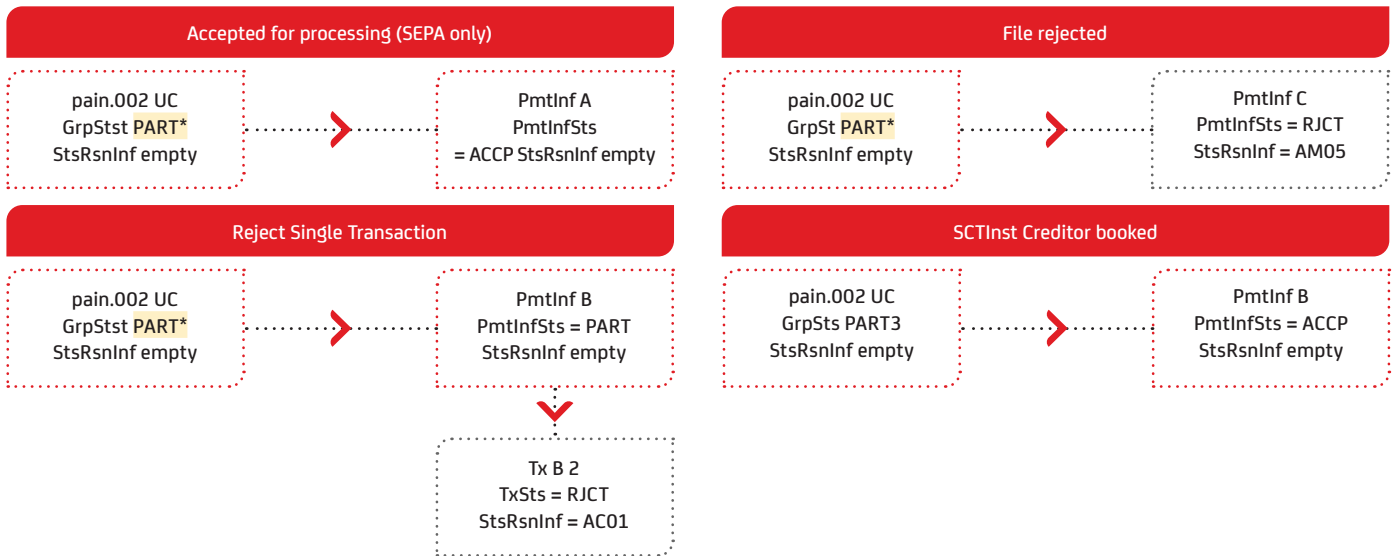 Accepted for processing (SEPA only)
pain.002 UC
GrpStst PART*
StsRsnInf empty
PmtInf A
PmtInfSts
= ACCP StsRsnInf empty
File rejected
pain.002 UC
GrpSt PART*
StsRsnInf empty
PmtInf C
PmtInfSts = RJCT
StsRsnInf = AM05
Reject Single Transaction
pain.002 UC
GrpStst PART*
StsRsnInf empty
PmtInf B
PmtInfSts = PART
StsRsnInf empty
Tx B 2
TxSts = RJCT
StsRsnInf = AC01
SCTInst Creditor booked
pain.002 UC
GrpSts PART3
StsRsnInf empty
PmtInf B
PmtInfSts = ACCP
StsRsnInf empty